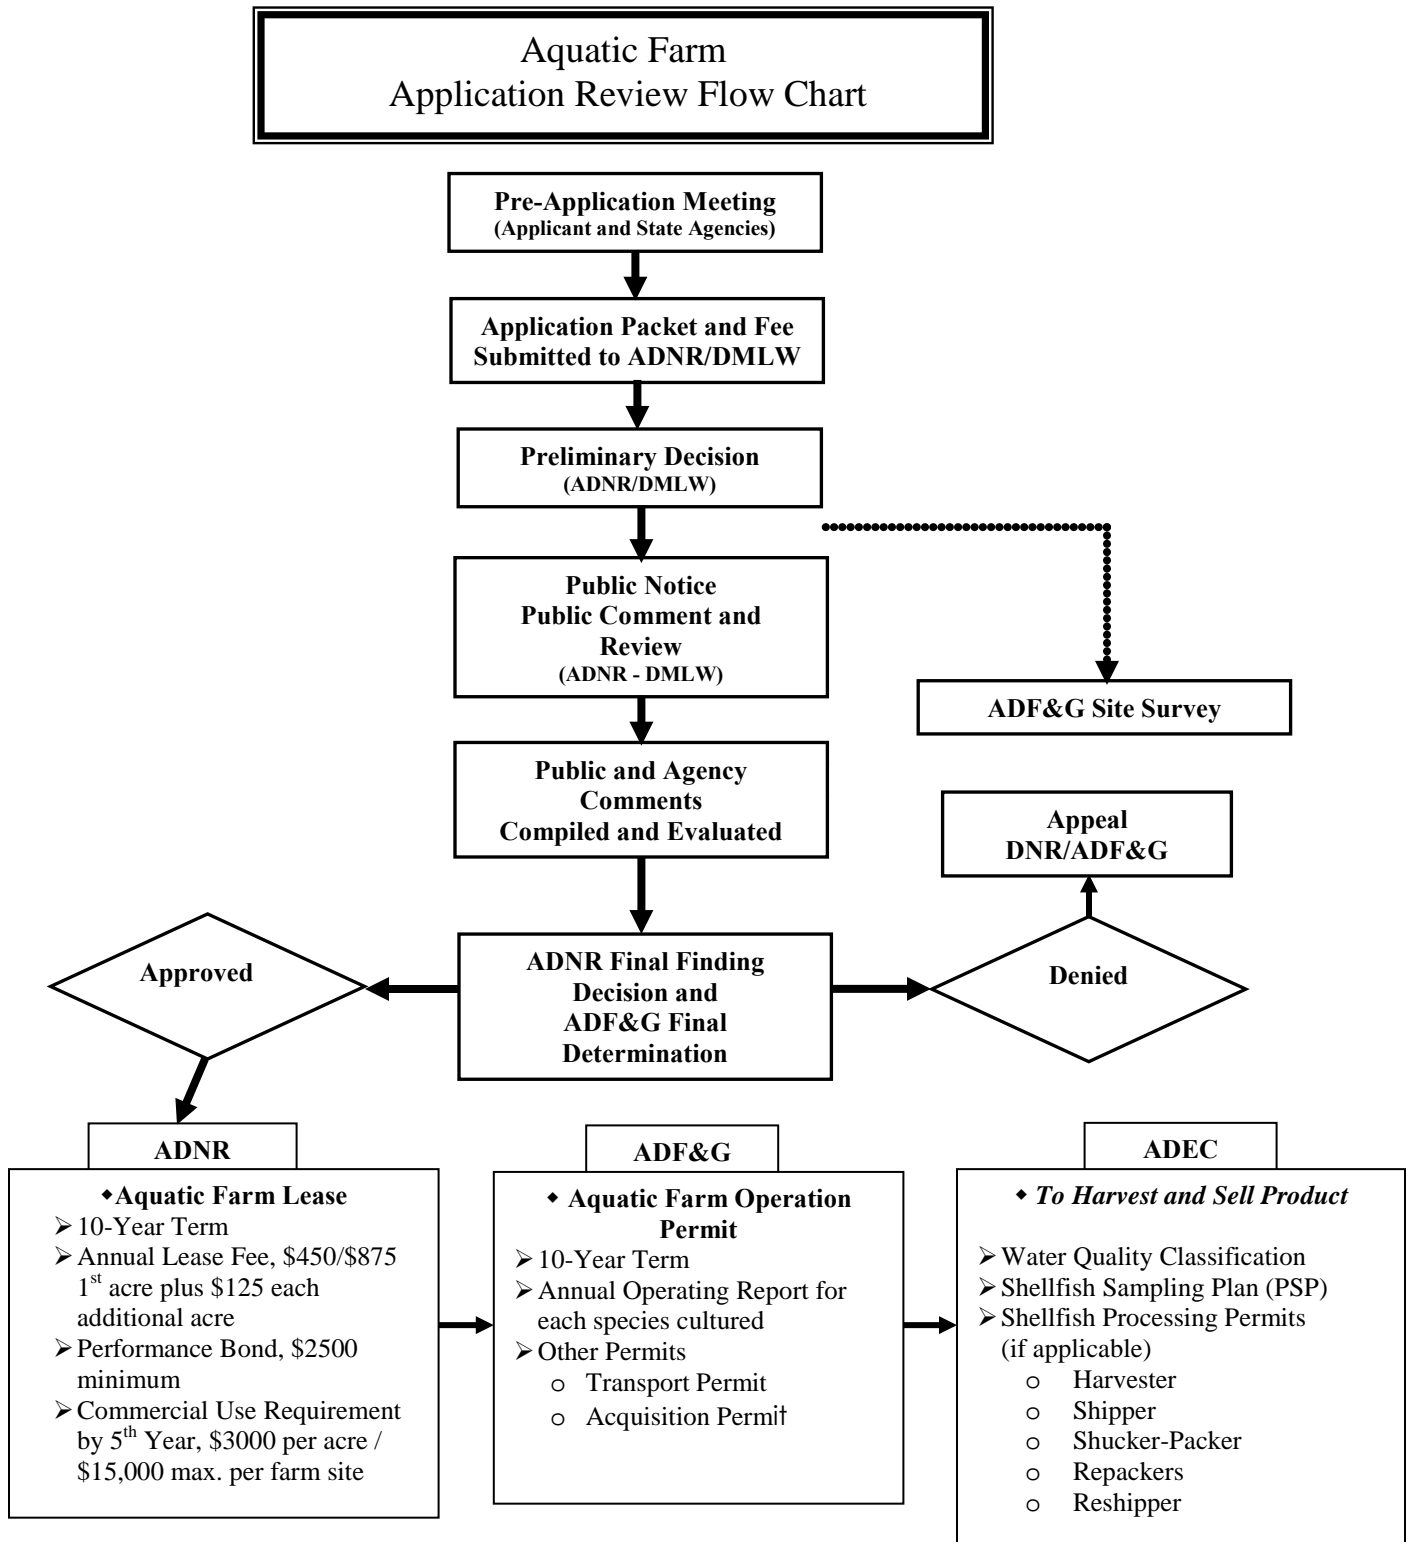 Aquatic Farm
Application Review Flow Chart
Pre-Application Meeting
(Applicant and State Agencies)
Application Packet and Fee
Submitted to ADNR/DMLW
Preliminary Decision
(ADNR/DMLW)
Public Notice
Public Comment and
Review
(ADNR - DMLW)
ADF&G Site Survey
Public and Agency
Comments
Compiled and Evaluated
Appeal
DNR/ADF&G
Approved
ADNR Final Finding
Decision and
ADF&G Final
Determination
Denied
ADNR
◆Aquatic Farm Lease
➢ 10-Year Term
➢ Annual Lease Fee, $450/$875
1st acre plus $125 each
additional acre
➢ Performance Bond, $2500
minimum
➢ Commercial Use Requirement
by 5th Year, $3000 per acre /
$15,000 max. per farm site
ADF&G
◆ Aquatic Farm Operation
Permit
➢ 10-Year Term
➢ Annual Operating Report for
each species cultured
➢ Other Permits
o Transport Permit
o Acquisition Permit
ADEC
◆ To Harvest and Sell Product
➢ Water Quality Classification
➢ Shellfish Sampling Plan (PSP)
➢ Shellfish Processing Permits
(if applicable)
o Harvester
o Shipper
o Shucker-Packer
o Repackers
o Reshipper